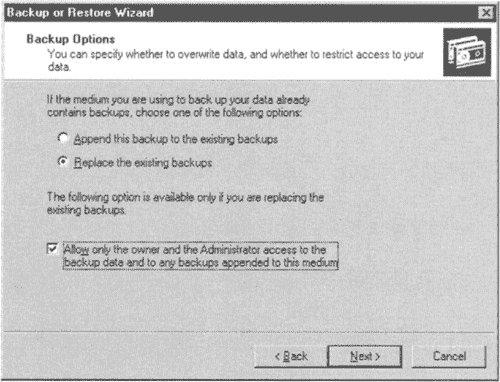 Backup or Restore Wizard
Backup Options
You can specify whether to overwrite data, and whether to restrict access to your
data.
If the medium you are using to back up your data already
contains backups, choose one of the following options:
Append this backup to the existing backups
Replace the existing backups
The following option is available only if you are replacing the
existing backups.
Allow only the owner and the Administrator access to the
backup data and to any backups appended to this medium
< Back
Next >
Cancel